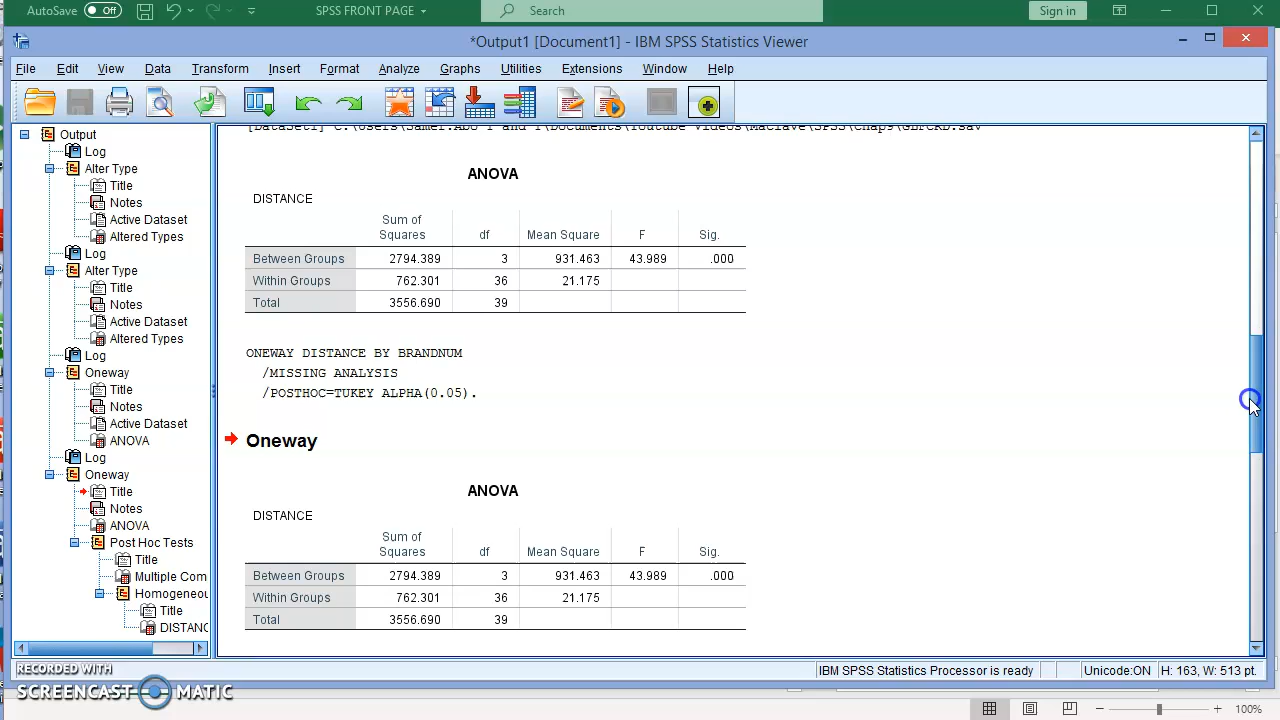 AutoSave Off SPSS FRONT PAGE Search Sign in
*Output1 [Document1] - IBM SPSS Statistics Viewer
File Edit View Data Transform Insert Format Analyze Graphs Utilities Extensions Window Help
Output
Log
Alter Type
Title
Notes
Active Dataset
Altered Types
Log
Alter Type
Title
Notes
Active Dataset
Altered Types
Log
Oneway
Title
Notes
Active Dataset
ANOVA
Log
Oneway
Title
Notes
ANOVA
Post Hoc Tests
Title
Multiple Com
Homogeneou
Title
DISTANC
ANOVA
DISTANCE
Sum of
Squares df Mean Square F Sig.
Between Groups 2794.389 3 931.463 43.989 .000
Within Groups 762.301 36 21.175
Total 3556.690 39
ONEWAY DISTANCE BY BRANDNUM
/MISSING ANALYSIS
/POSTHOC=TUKEY ALPHA(0.05).
Oneway
ANOVA
DISTANCE
Sum of
Squares df Mean Square F Sig.
Between Groups 2794.389 3 931.463 43.989 .000
Within Groups 762.301 36 21.175
Total 3556.690 39
IBM SPSS Statistics Processor is ready Unicode:ON H: 163, W: 513 pt.
RECORDED WITH
SCREENCAST MATIC
100%